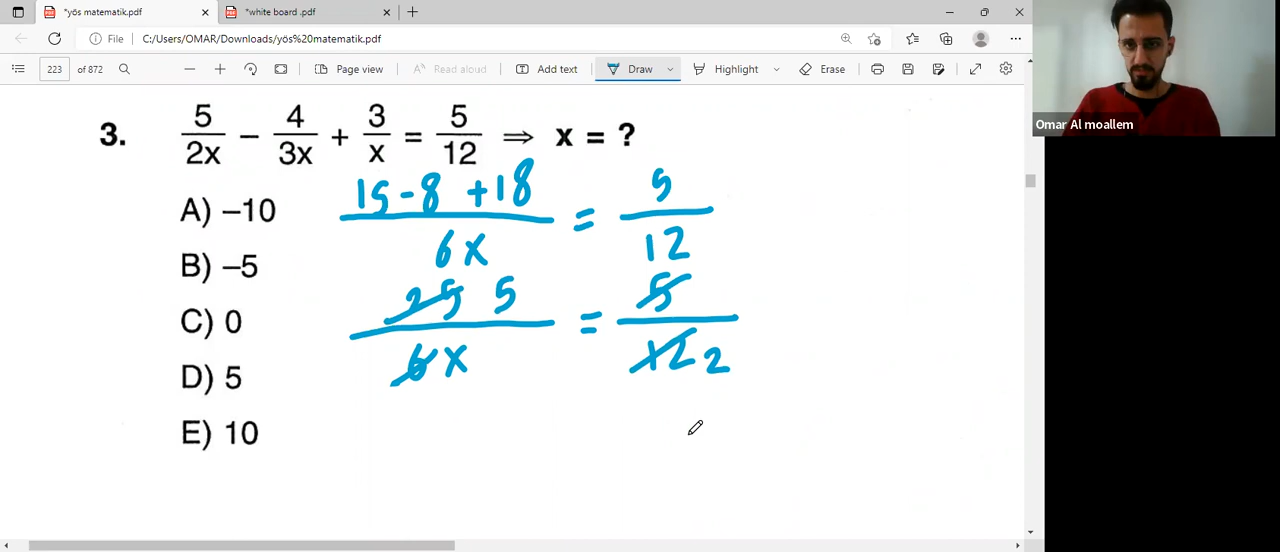 *yös matematik.pdf
*white board .pdf
File C:/Users/OMAR/Downloads/yös%20matematik.pdf
223 of 872 Page view Read aloud Add text Draw Highlight Erase
Omar Al moallem
3. 5/2x − 4/3x + 3/x = 5/12 ⇒ x = ?
A) –10
B) –5
C) 0
D) 5
E) 10
15 - 8 + 18 / 6x = 5 / 12
25 5 / 6x = 5 / 12 2